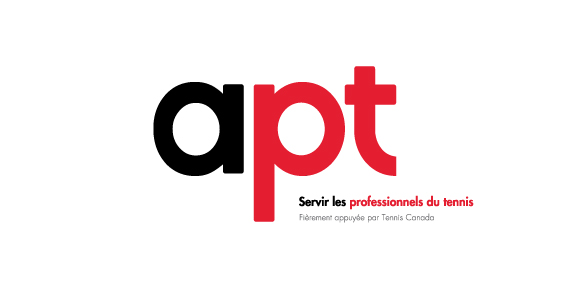 apt
Servir les professionnels du tennis
Fièrement appuyée par Tennis Canada